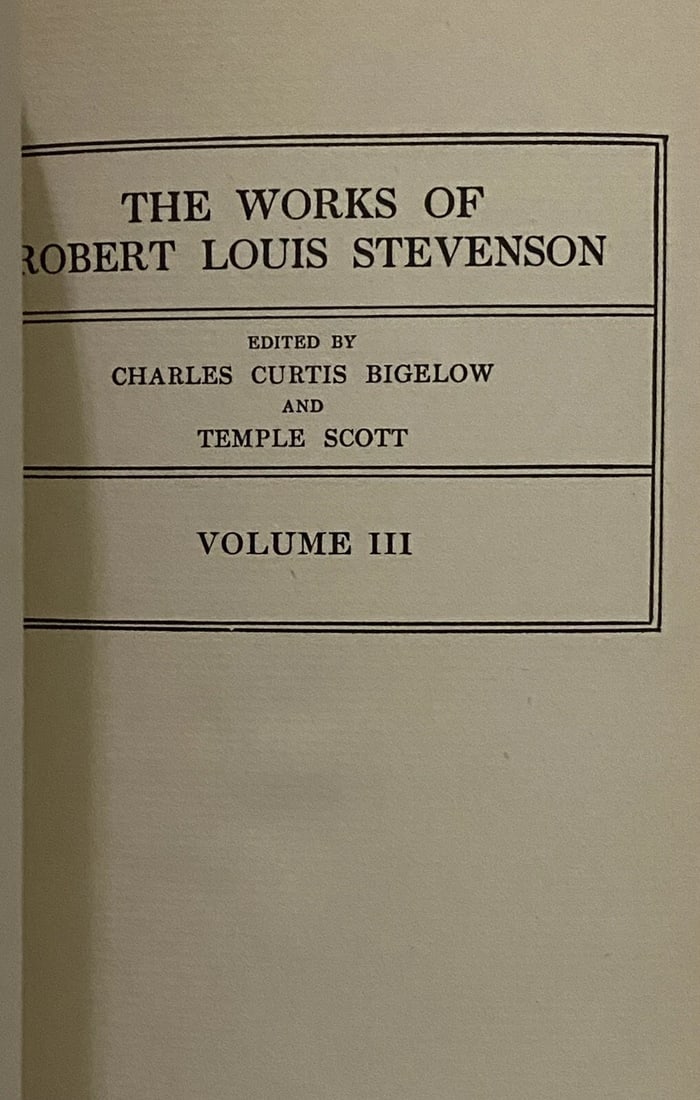 THE WORKS OF
ROBERT LOUIS STEVENSON
EDITED BY
CHARLES CURTIS BIGELOW
AND
TEMPLE SCOTT
VOLUME III